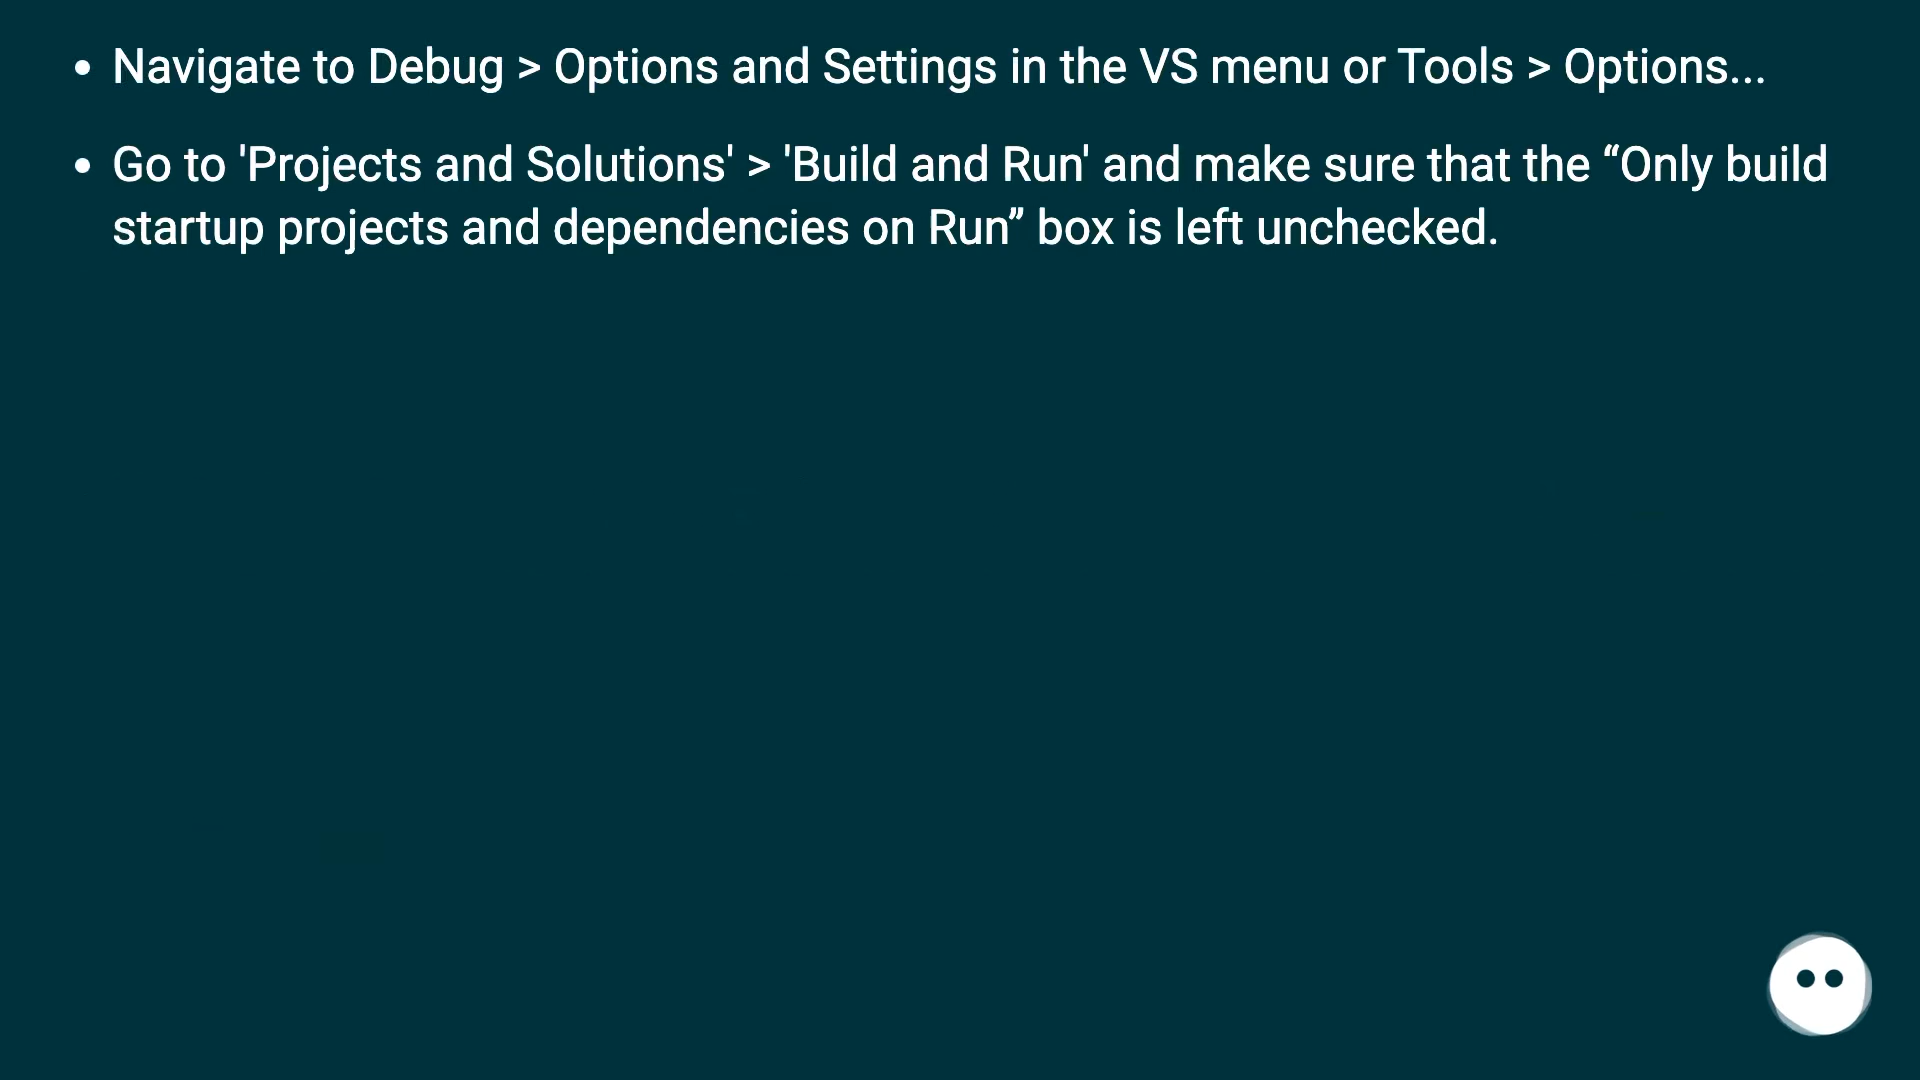 • Navigate to Debug > Options and Settings in the VS menu or Tools > Options...
• Go to 'Projects and Solutions' > 'Build and Run' and make sure that the “Only build
startup projects and dependencies on Run” box is left unchecked.